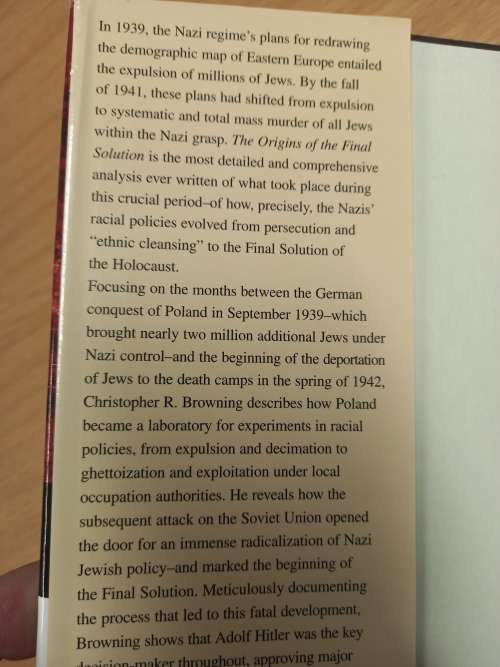 In 1939, the Nazi regime's plans for redrawing
the demographic map of Eastern Europe entailed
the expulsion of millions of Jews. By the fall
of 1941, these plans had shifted from expulsion
to systematic and total mass murder of all Jews
within the Nazi grasp. The Origins of the Final
Solution is the most detailed and comprehensive
analysis ever written of what took place during
this crucial period–of how, precisely, the Nazis'
racial policies evolved from persecution and
“ethnic cleansing” to the Final Solution of
the Holocaust.
Focusing on the months between the German
conquest of Poland in September 1939–which
brought nearly two million additional Jews under
Nazi control–and the beginning of the deportation
of Jews to the death camps in the spring of 1942,
Christopher R. Browning describes how Poland
became a laboratory for experiments in racial
policies, from expulsion and decimation to
ghettoization and exploitation under local
occupation authorities. He reveals how the
subsequent attack on the Soviet Union opened
the door for an immense radicalization of Nazi
Jewish policy–and marked the beginning of
the Final Solution. Meticulously documenting
the process that led to this fatal development,
Browning shows that Adolf Hitler was the key
decision-maker throughout, approving major